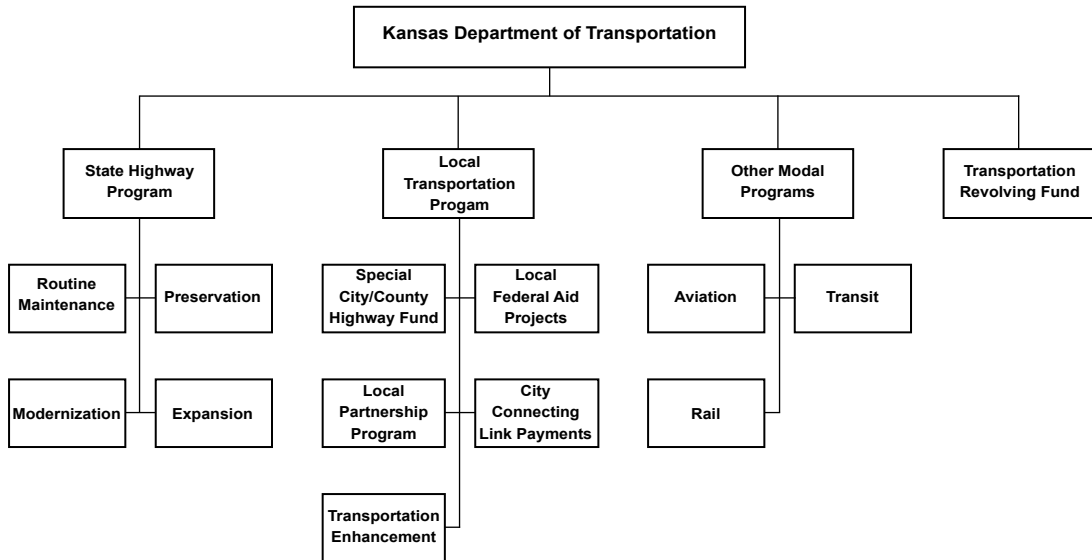 Kansas Department of Transportation
State Highway
Program
Local
Transportation
Progam
Other Modal
Programs
Transportation
Revolving Fund
Routine
Maintenance
Preservation
Special
City/County
Highway Fund
Local
Federal Aid
Projects
Aviation
Transit
Modernization
Expansion
Local
Partnership
Program
City
Connecting
Link Payments
Rail
Transportation
Enhancement